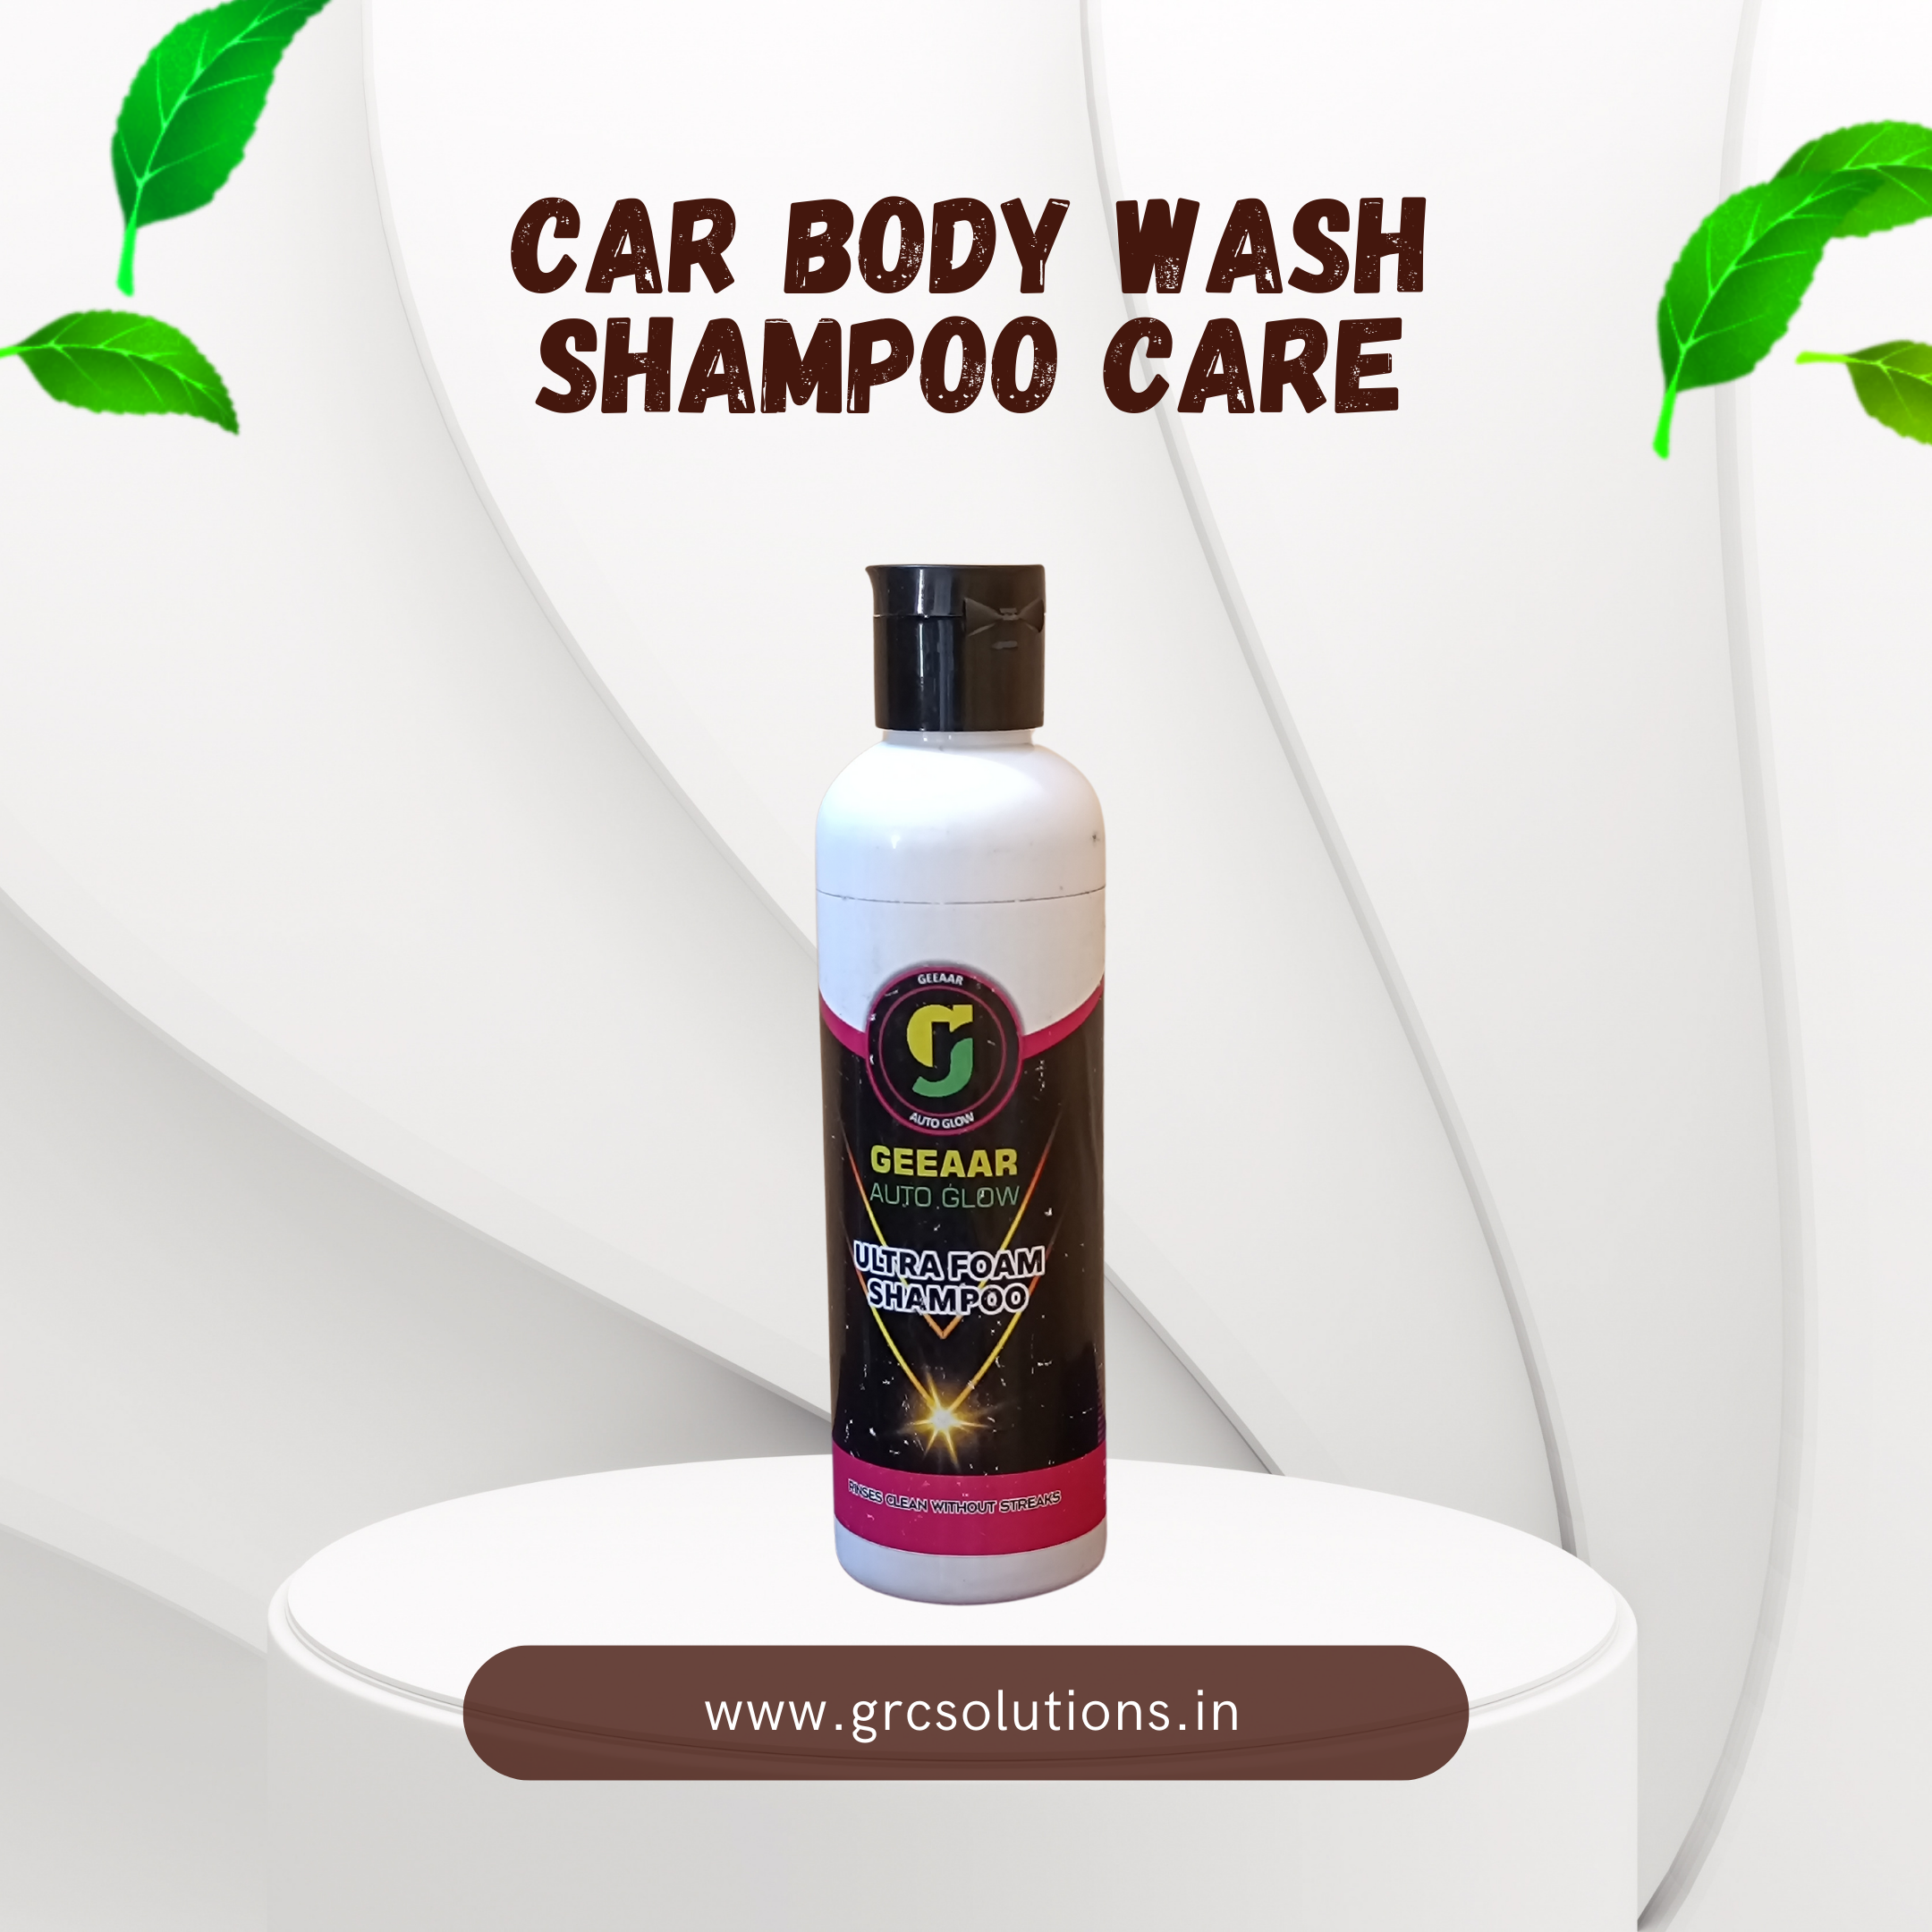 CAR BODY WASH
SHAMPOO CARE
GEEAAR
gr
AUTO GLOW
GEEAAR
AUTO GLOW
ULTRA FOAM
SHAMPOO
RINSES CLEAN WITHOUT STREAKS
www.grcsolutions.in